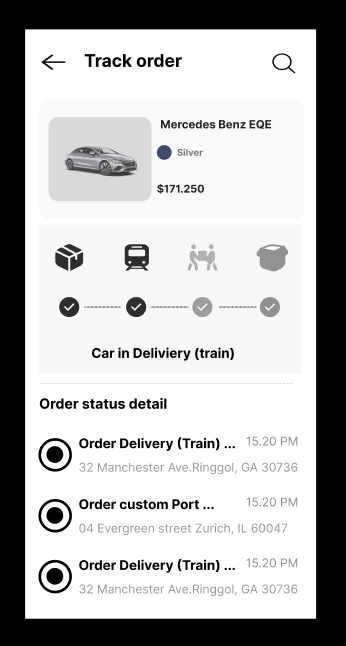 Track order
Mercedes Benz EQE
Silver
$171.250
Car in Deliviery (train)
Order status detail
Order Delivery (Train) ... 15.20 PM
32 Manchester Ave.Ringgol, GA 30736
Order custom Port ... 15.20 PM
04 Evergreen street Zurich, IL 60047
Order Delivery (Train) ... 15.20 PM
32 Manchester Ave.Ringgol, GA 30736